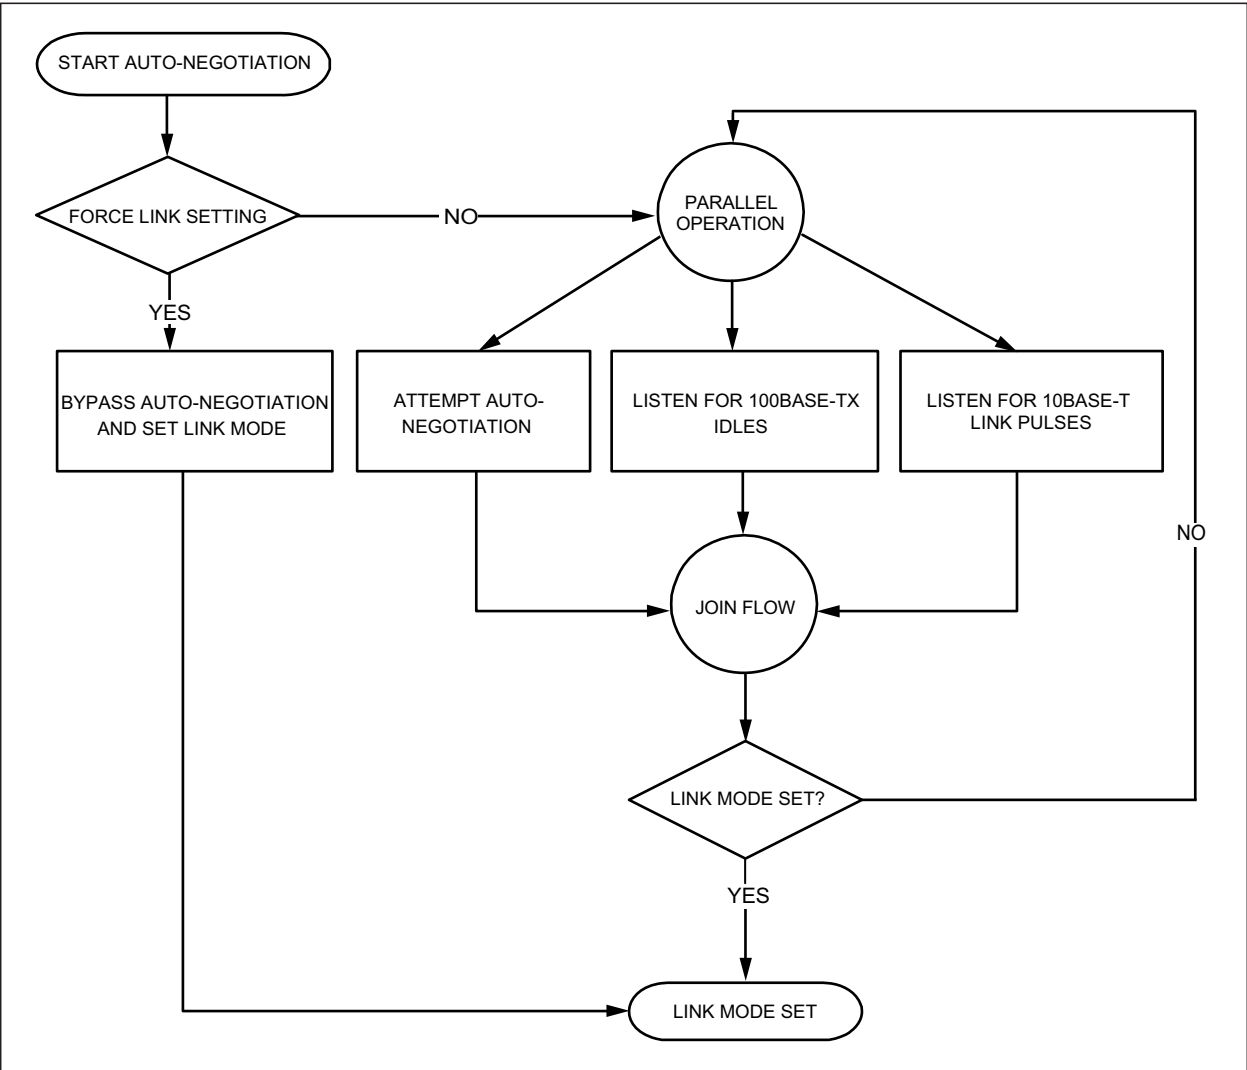 START AUTO-NEGOTIATION
FORCE LINK SETTING
NO
PARALLEL
OPERATION
YES
BYPASS AUTO-NEGOTIATION
AND SET LINK MODE
ATTEMPT AUTO-
NEGOTIATION
LISTEN FOR 100BASE-TX
IDLES
LISTEN FOR 10BASE-T
LINK PULSES
NO
JOIN FLOW
LINK MODE SET?
YES
LINK MODE SET